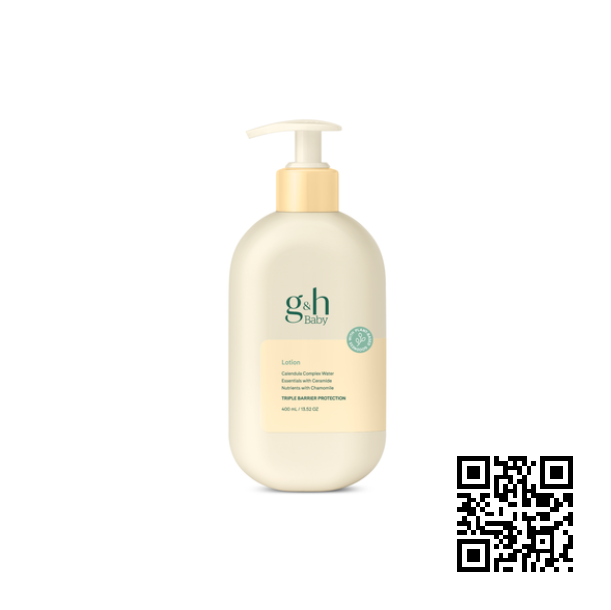 g&h
Baby
Lotion
Calendula Complex Water
Essentials with Ceramide
Nutrients with Chamomile
TRIPLE BARRIER PROTECTION
400 mL / 13.52 OZ